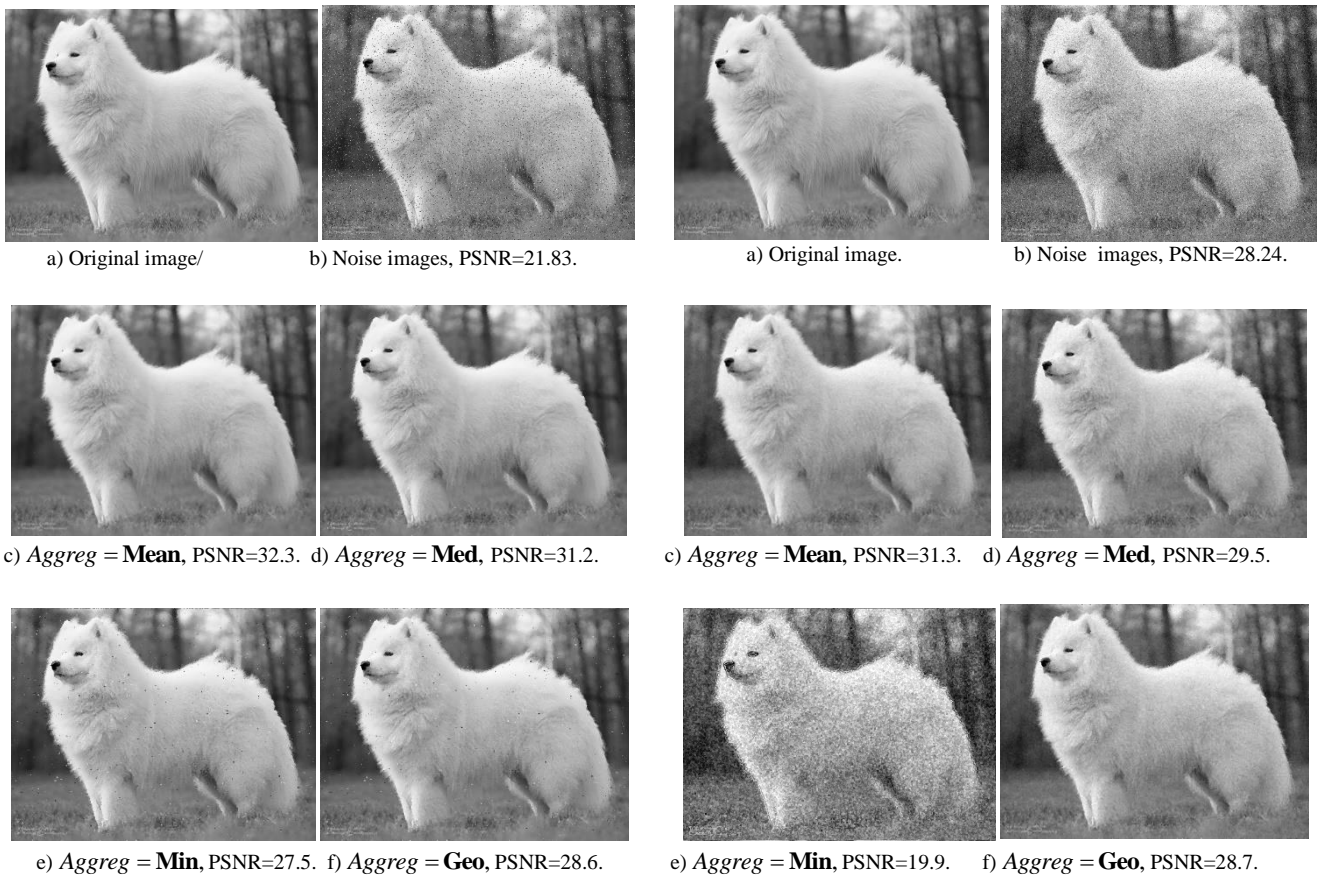 a) Original image/ b) Noise images, PSNR=21.83.
a) Original image. b) Noise images, PSNR=28.24.
c) Aggreg = Mean, PSNR=32.3. d) Aggreg = Med, PSNR=31.2.
c) Aggreg = Mean, PSNR=31.3. d) Aggreg = Med, PSNR=29.5.
e) Aggreg = Min, PSNR=27.5. f) Aggreg = Geo, PSNR=28.6.
e) Aggreg = Min, PSNR=19.9. f) Aggreg = Geo, PSNR=28.7.